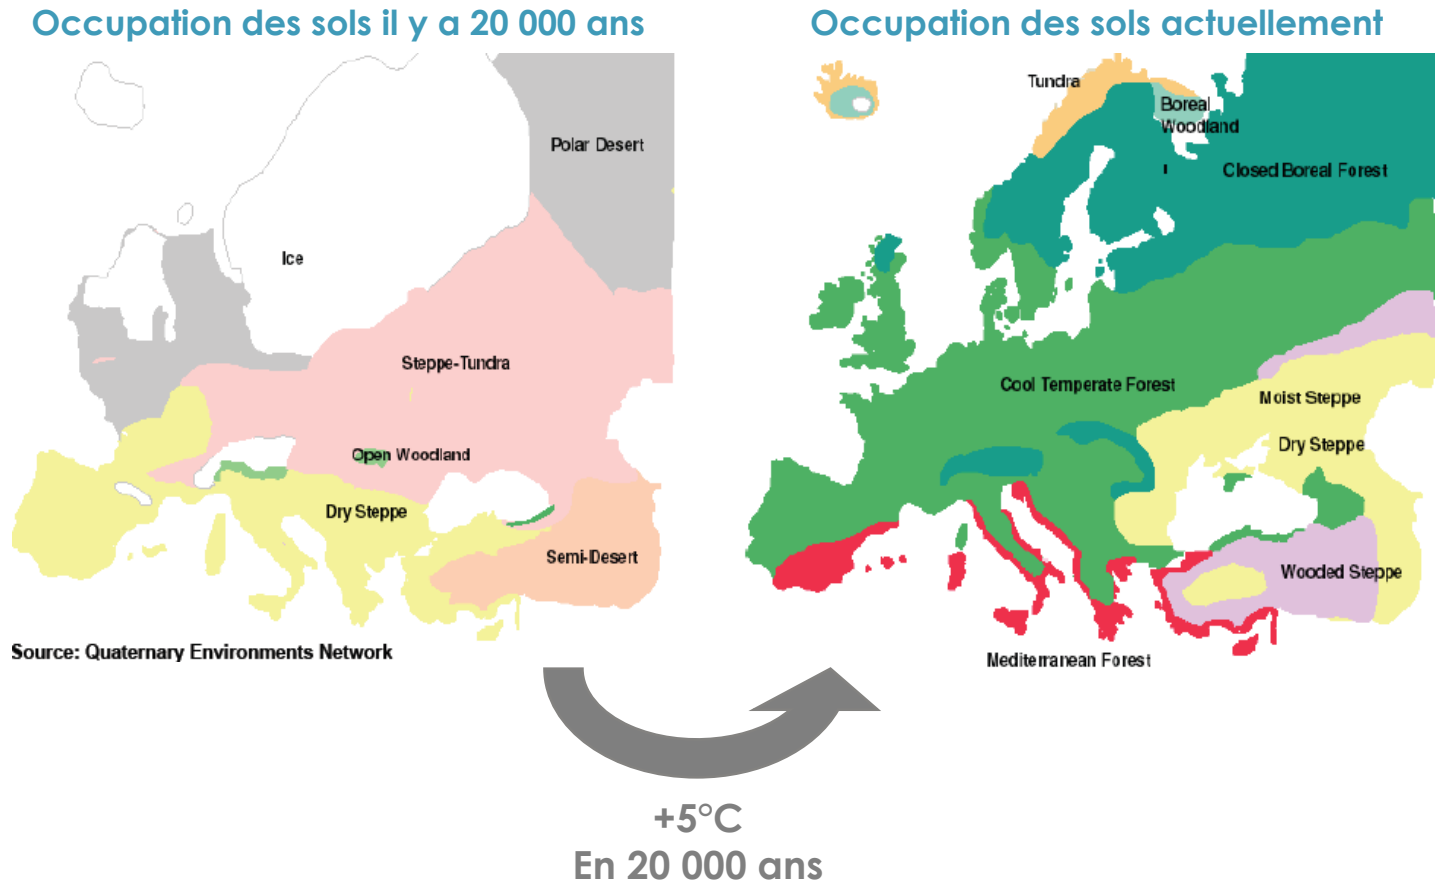 Occupation des sols il y a 20 000 ans
Polar Desert
Ice
Steppe-Tundra
Open Woodland
Dry Steppe
Semi-Desert
Source: Quaternary Environments Network
Occupation des sols actuellement
Tundra
Boreal
Woodland
Closed Boreal Forest
Cool Temperate Forest
Moist Steppe
Dry Steppe
Wooded Steppe
Mediterranean Forest
+5°C
En 20 000 ans